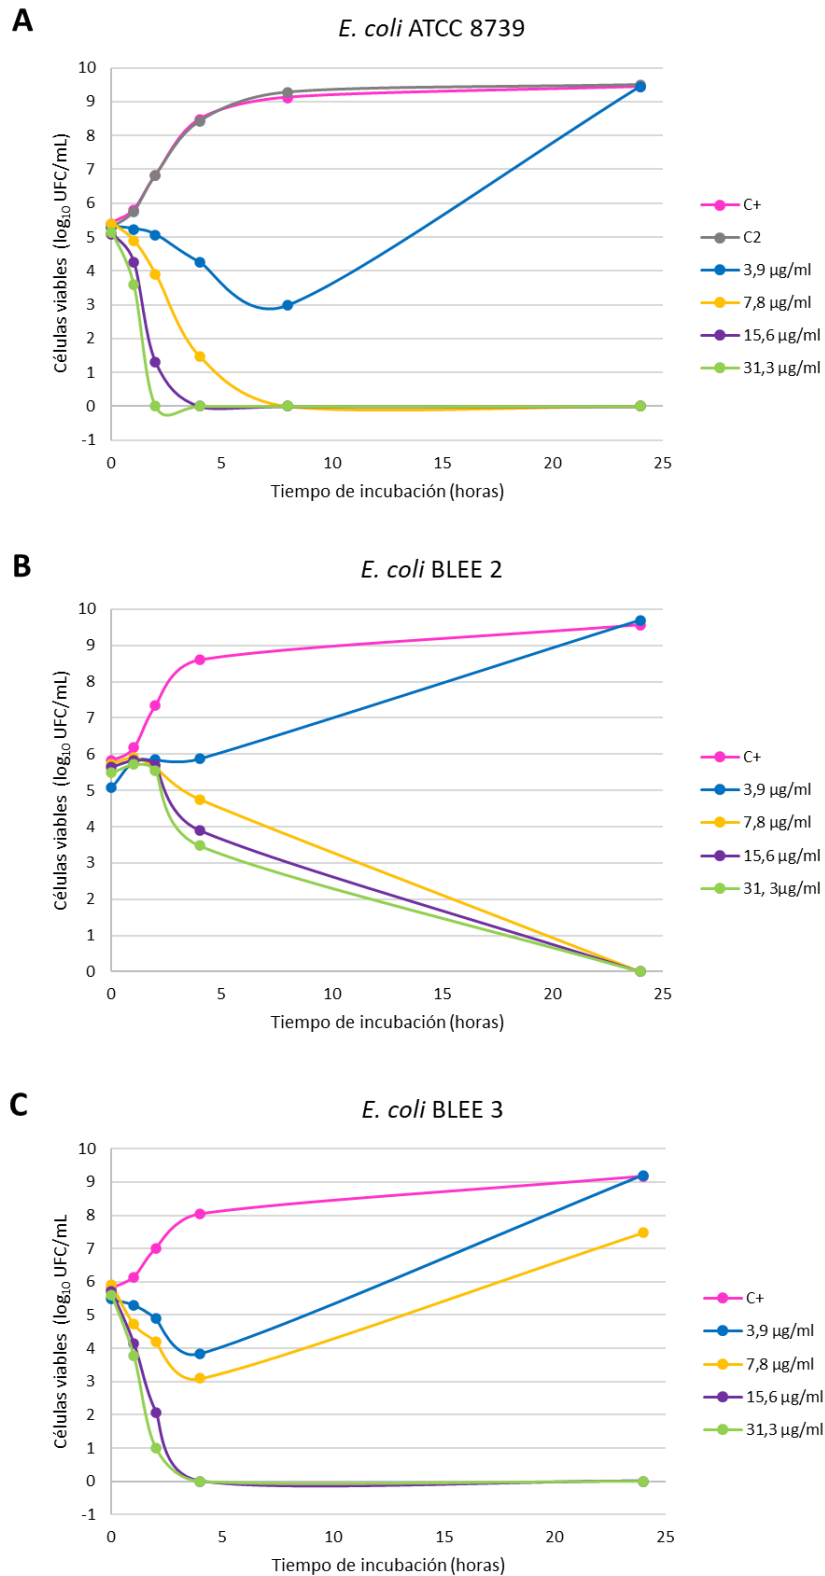 A
E. coli ATCC 8739
Células viables (log10 UFC/mL)
10
9
8
7
6
5
4
3
2
1
0
-1
0 5 10 15 20 25
Tiempo de incubación (horas)
C+
C2
3,9 µg/ml
7,8 µg/ml
15,6 µg/ml
31,3 µg/ml
B
E. coli BLEE 2
Células viables (log10 UFC/mL)
10
9
8
7
6
5
4
3
2
1
0
0 5 10 15 20 25
Tiempo de incubación (horas)
C+
3,9 µg/ml
7,8 µg/ml
15,6 µg/ml
31, 3µg/ml
C
E. coli BLEE 3
Células viables (log10 UFC/mL
10
9
8
7
6
5
4
3
2
1
0
-1
0 5 10 15 20 25
Tiempo de incubación (horas)
C+
3,9 µg/ml
7,8 µg/ml
15,6 µg/ml
31,3 µg/ml